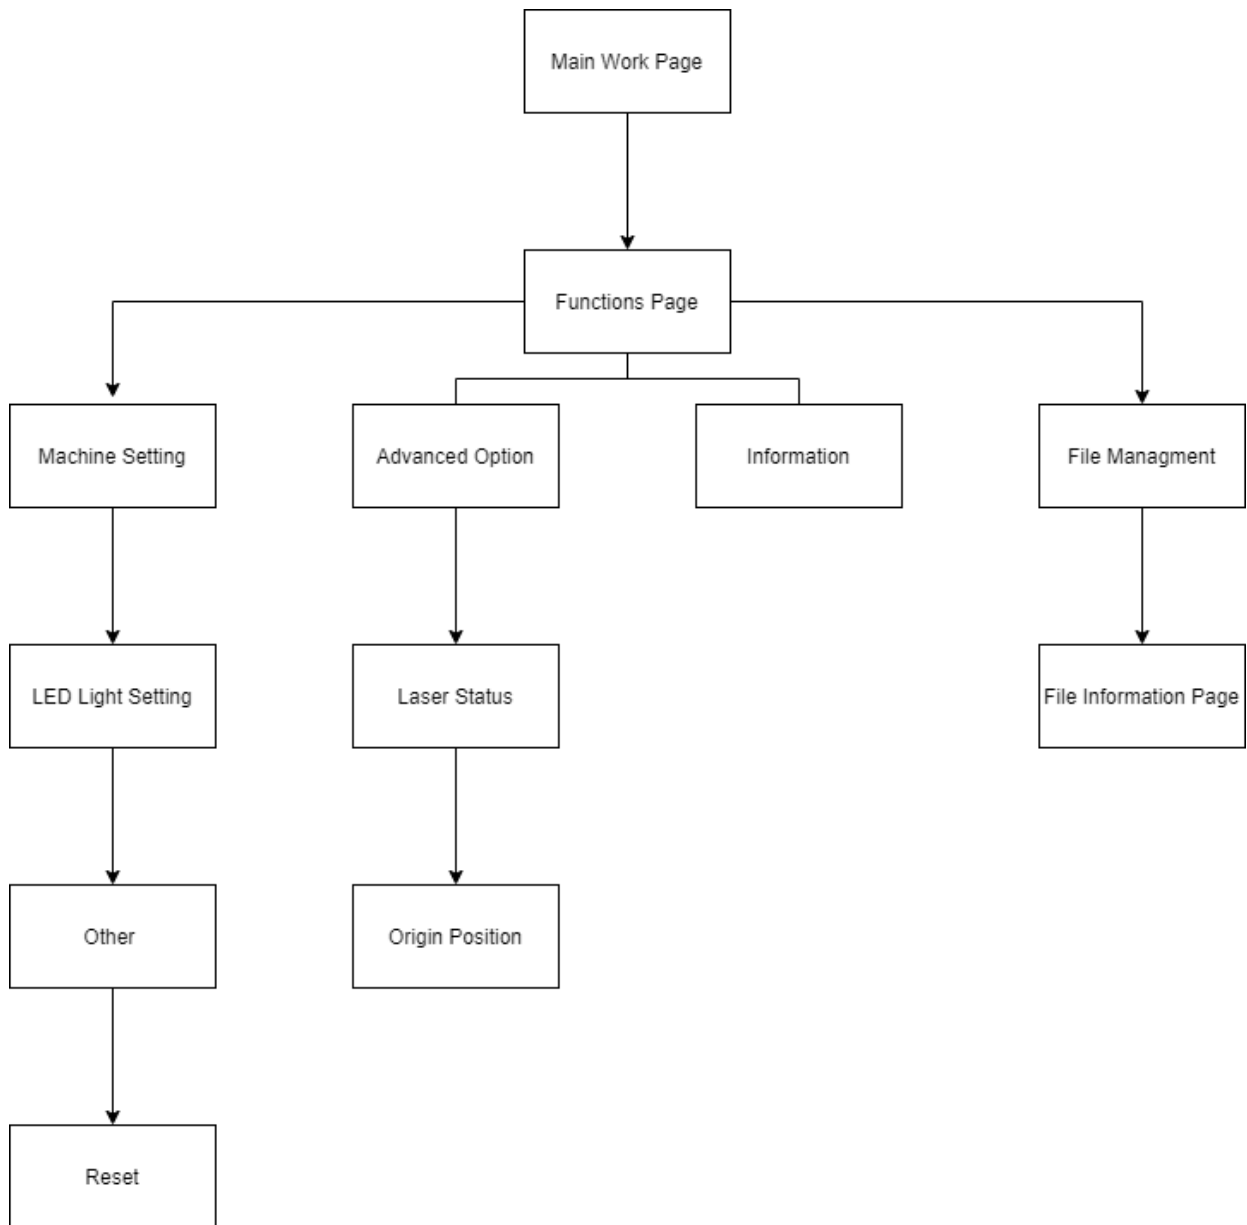 Main Work Page
Functions Page
Machine Setting
Advanced Option
Information
File Managment
LED Light Setting
Laser Status
File Information Page
Other
Origin Position
Reset